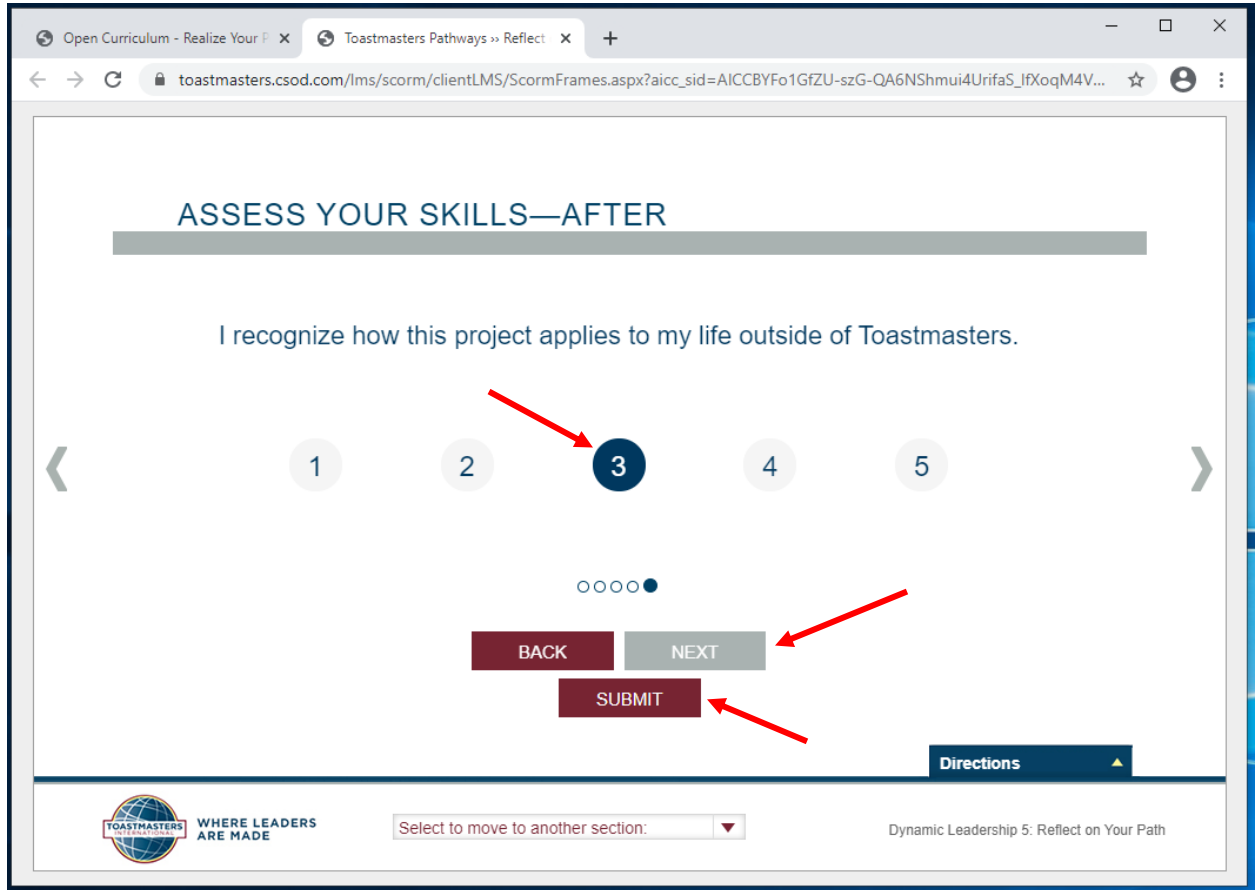 Open Curriculum - Realize Your P
Toastmasters Pathways ›› Reflect
toastmasters.csod.com/lms/scorm/clientLMS/ScormFrames.aspx?aicc_sid=AICCBYFo1GfZU-szG-QA6NShmui4UrifaS_lfXoqM4V...
ASSESS YOUR SKILLS—AFTER
I recognize how this project applies to my life outside of Toastmasters.
1 2 3 4 5
BACK NEXT
SUBMIT
Directions
TOASTMASTERS
INTERNATIONAL
WHERE LEADERS
ARE MADE
Select to move to another section:
Dynamic Leadership 5: Reflect on Your Path